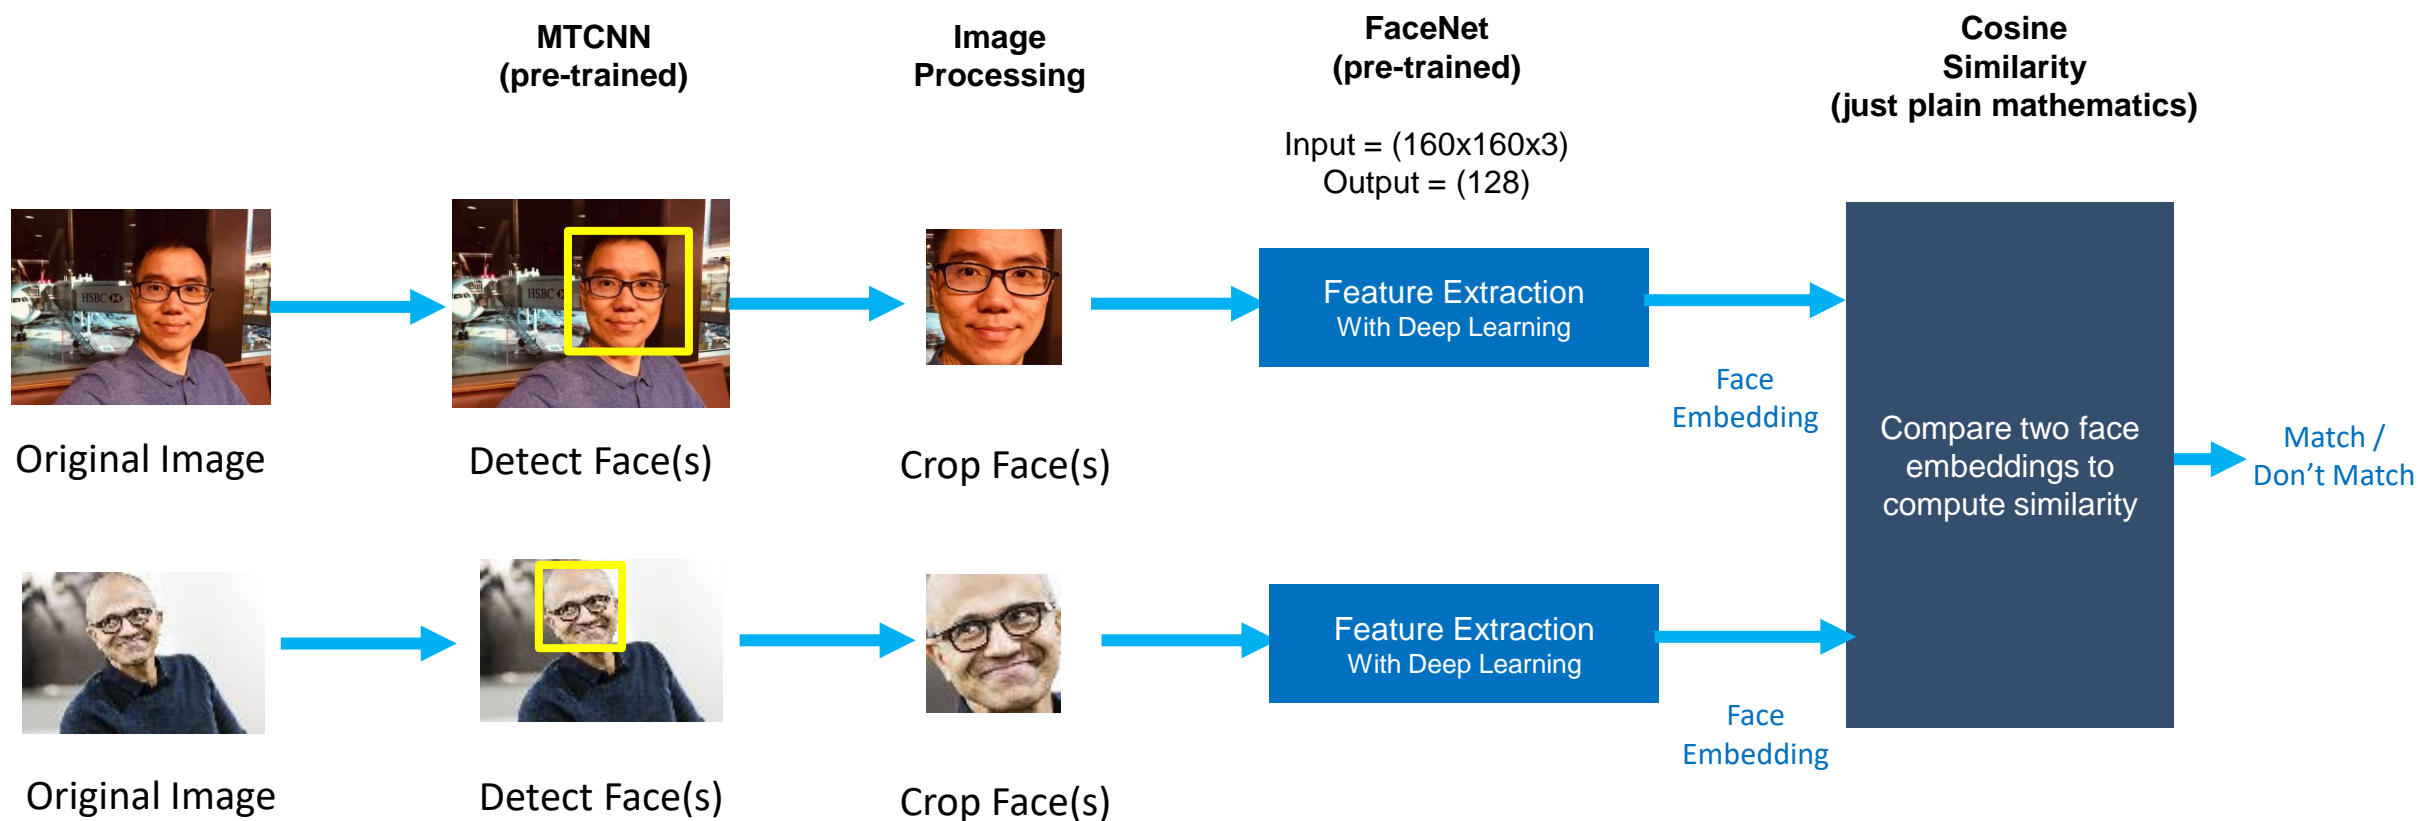 MTCNN
(pre-trained)
Image
Processing
FaceNet
(pre-trained)
Input = (160x160x3)
Output = (128)
Cosine
Similarity
(just plain mathematics)
HSBC
HSBC
Feature Extraction
With Deep Learning
Face
Embedding
Original Image
Detect Face(s)
Crop Face(s)
Compare two face
embeddings to
compute similarity
Match /
Don’t Match
Feature Extraction
With Deep Learning
Face
Embedding
Original Image
Detect Face(s)
Crop Face(s)